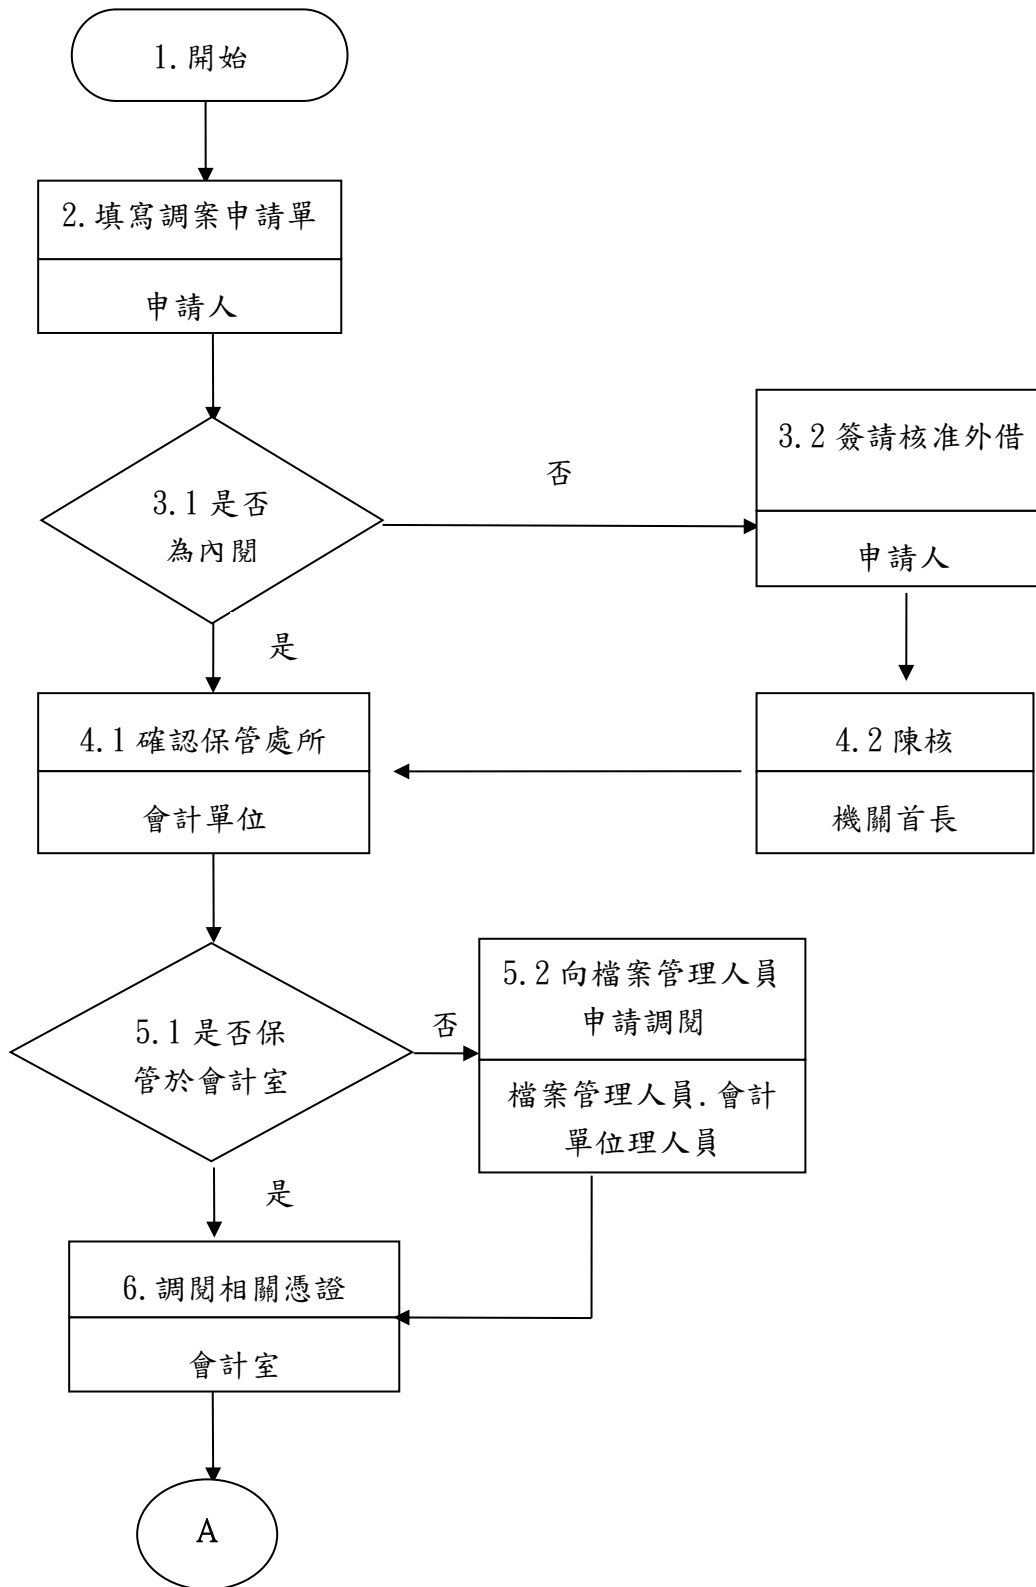 1.開始
2.填寫調案申請單
申請人
3.1 是否
為內閱
否
3.2 簽請核准外借
申請人
是
4.1 確認保管處所
會計單位
4.2 陳核
機關首長
5.1 是否保
管於會計室
否
5.2 向檔案管理人員
申請調閱
檔案管理人員.會計
單位理人員
是
6.調閱相關憑證
會計室
A